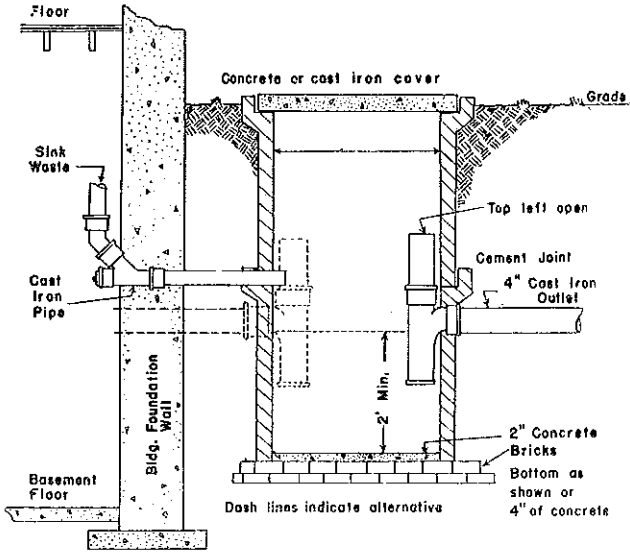 Floor
Concrete or cast iron cover
Grade
Sink
Waste
Top left open
Cement Joint
4" Cast Iron
Outlet
Cast
Iron
Pipe
2' Min.
Bldg. Foundation
Wall
2" Concrete
Bricks
Basement
Floor
Bottom as
shown or
4" of concrete
Dash lines indicate alternative